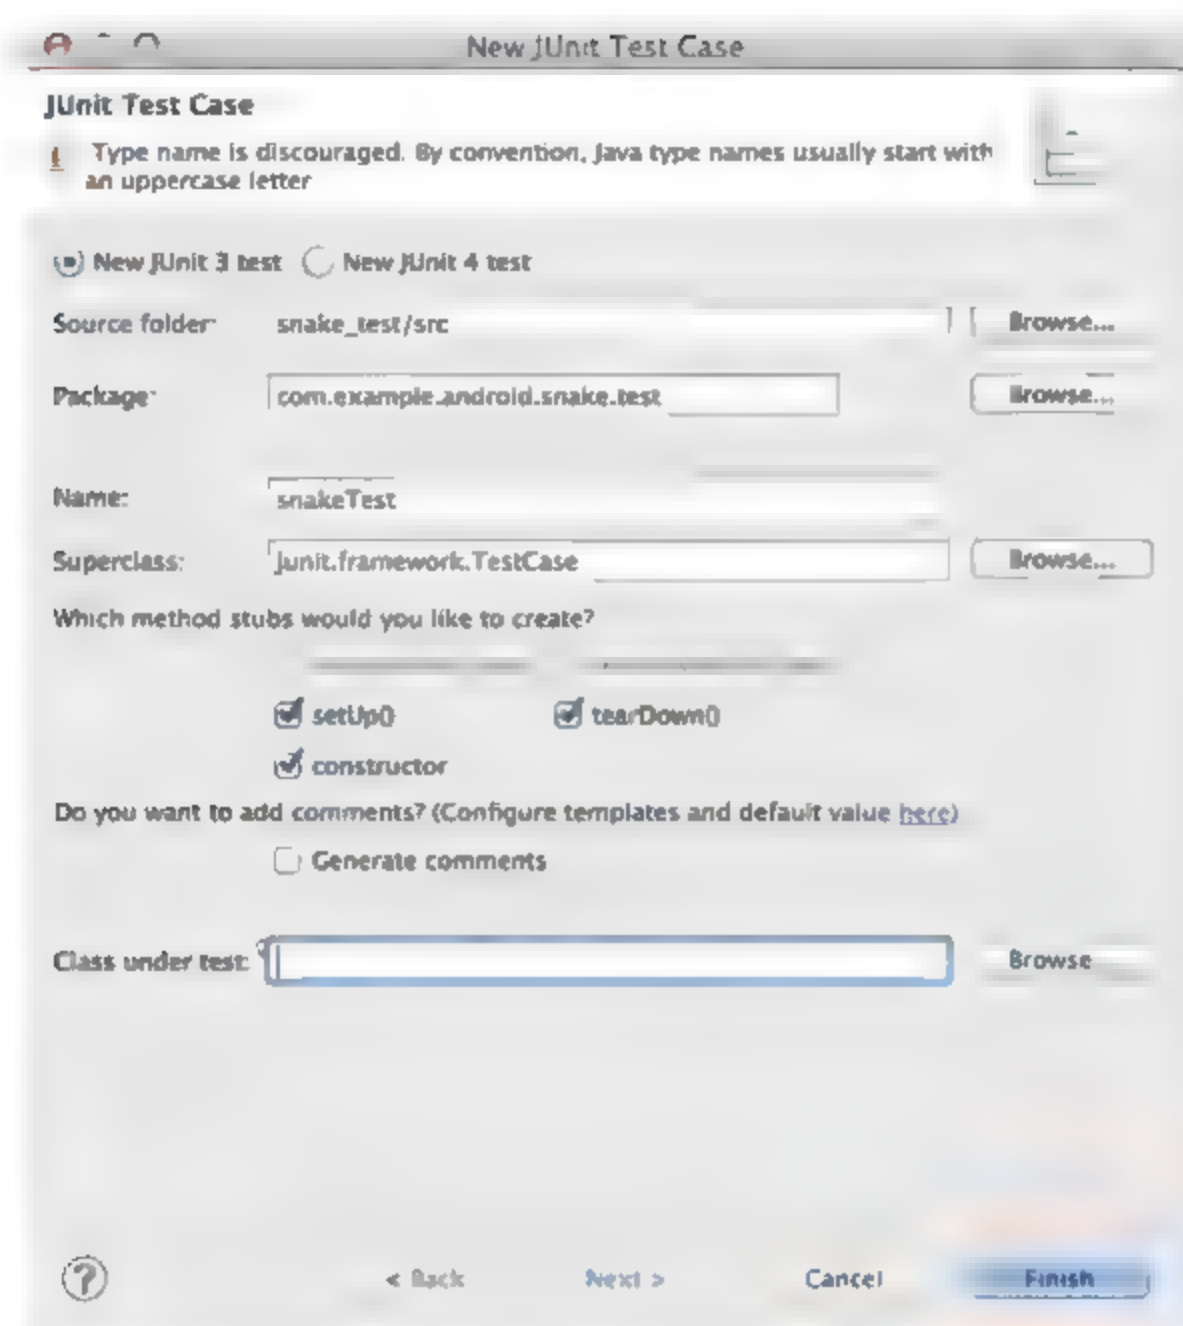 New JUnit Test Case
JUnit Test Case
Type name is discouraged. By convention, Java type names usually start with
an uppercase letter
New JUnit 3 test New JUnit 4 test
Source folder: snake_test/src Browse...
Package: com.example.android.snake.test Browse...
Name: snakeTest
Superclass: junit.framework.TestCase Browse...
Which method stubs would you like to create?
setUp() tearDown()
constructor
Do you want to add comments? (Configure templates and default value here)
Generate comments
Class under test: Browse
? < Back Next > Cancel Finish